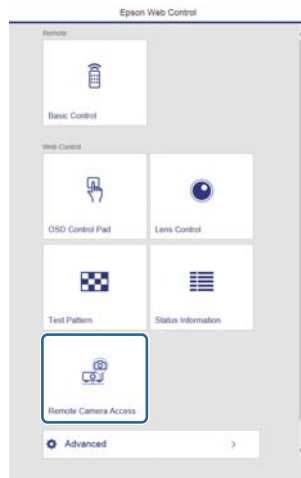 Epson Web Control
Remote
Basic Control
Web Control
OSD Control Pad
Lens Control
Test Pattern
Status Information
Remote Camera Access
Advanced